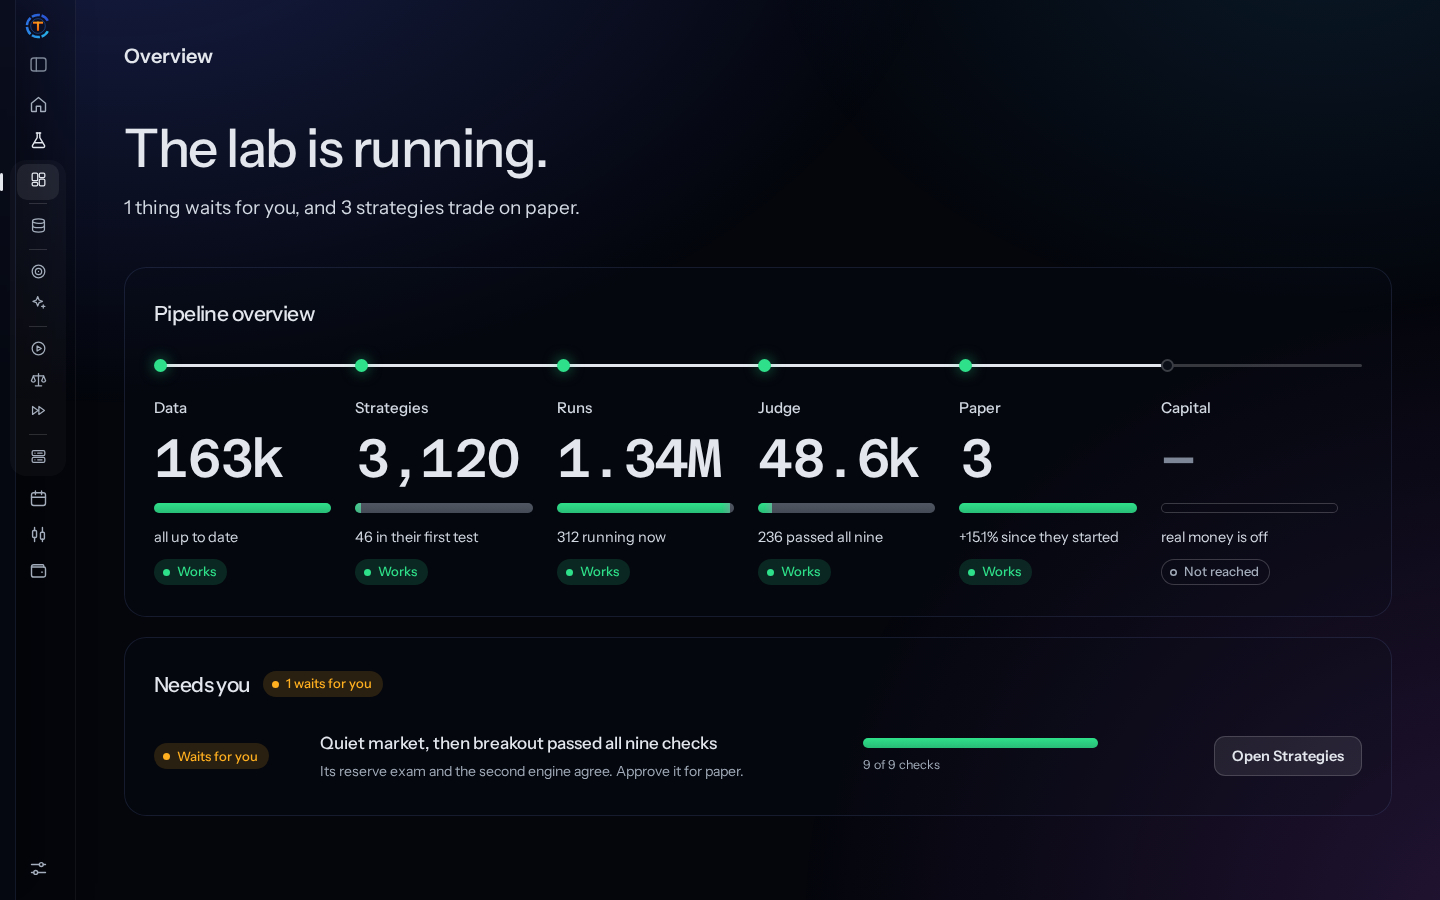 T
Overview
The lab is running.
1 thing waits for you, and 3 strategies trade on paper.
Pipeline overview
Data
Strategies
Runs
Judge
Paper
Capital
163k
3,120
1.34M
48.6k
3
—
all up to date
46 in their first test
312 running now
236 passed all nine
+15.1% since they started
real money is off
Works
Works
Works
Works
Works
Not reached
Needs you
1 waits for you
Waits for you
Quiet market, then breakout passed all nine checks
Its reserve exam and the second engine agree. Approve it for paper.
9 of 9 checks
Open Strategies